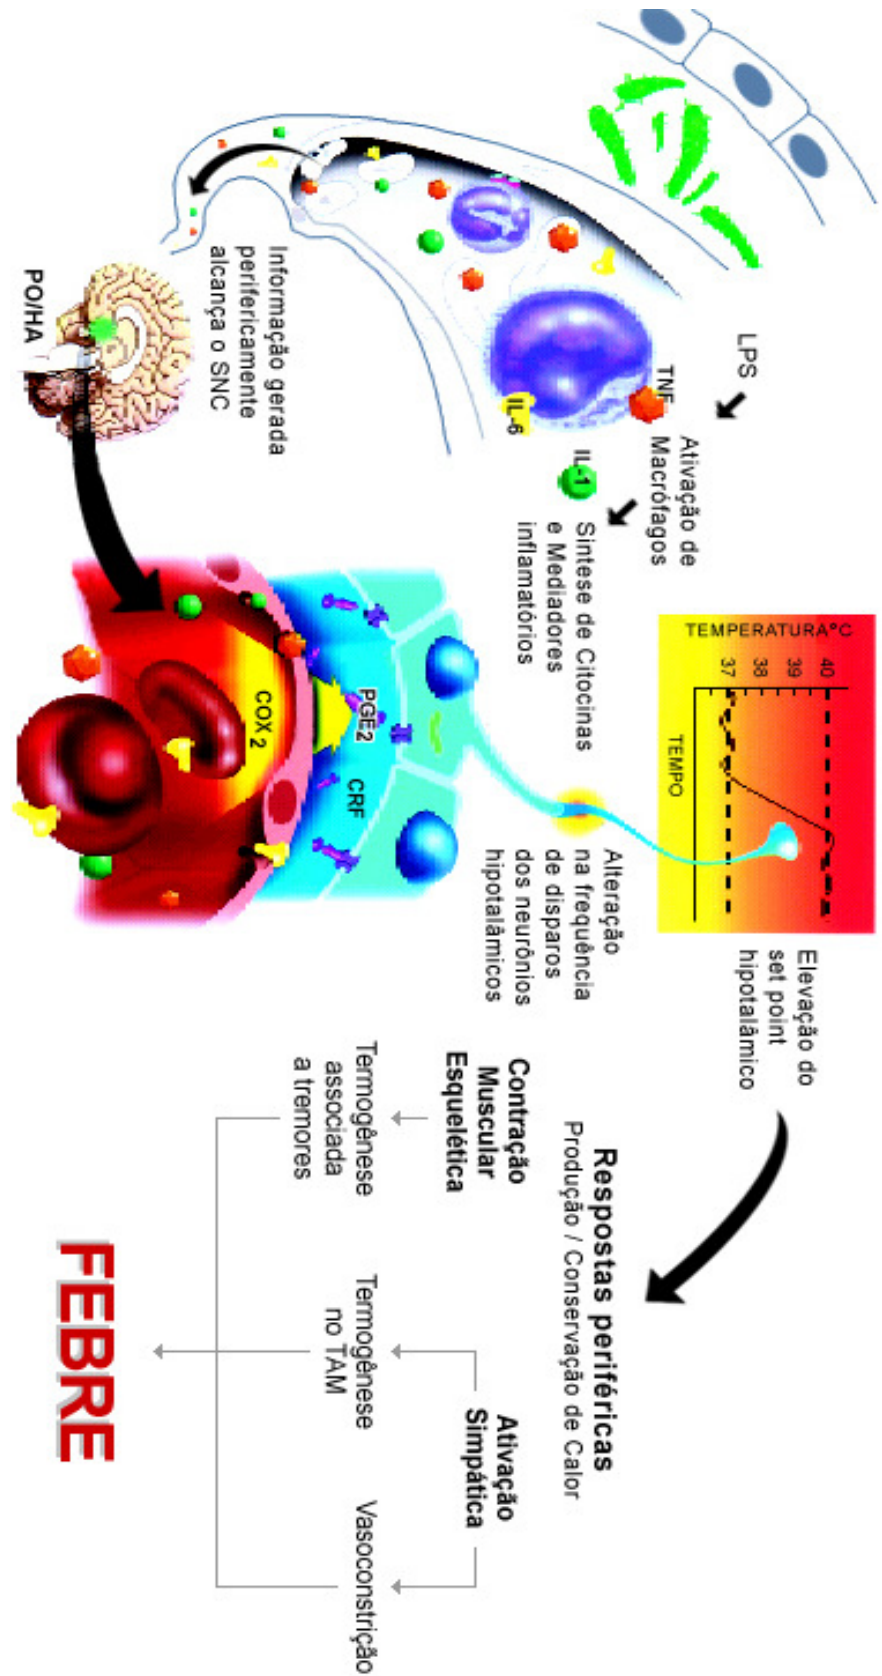 LPS
Ativação de
Macrófagos
TNF
IL-6
IL-1
Síntese de Citocinas
e Mediadores
inflamatórios
Informação gerada
perifericamente
alcança o SNC
PO/HA
COX2
PGE2
CRF
Alteração
na frequência
de disparos
dos neurônios
hipotalâmicos
TEMPERATURA°C
40
39
38
37
TEMPO
Elevação do
set point
hipotalâmico
Respostas periféricas
Produção / Conservação de Calor
Contração
Muscular
Esquelética
Ativação
Simpática
Termogênese
associada
a tremores
Termogênese
no TAM
Vasoconstrição
FEBRE